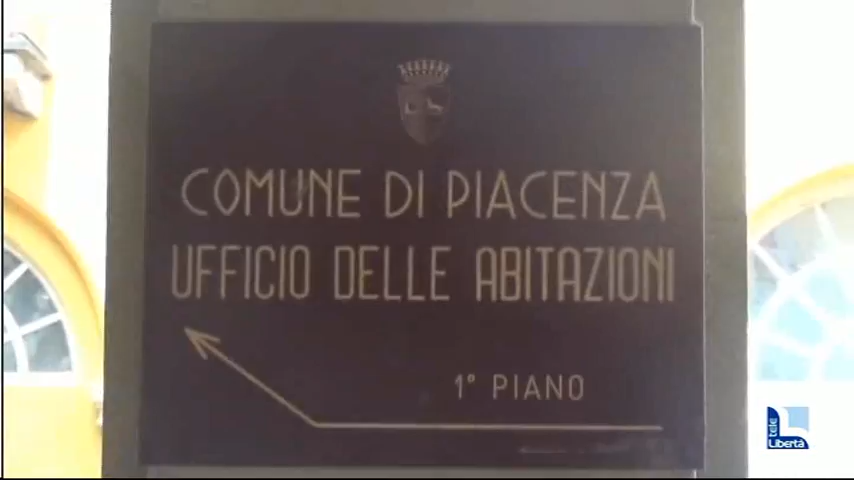 COMUNE DI PIACENZA
UFFICIO DELLE ABITAZIONI
1° PIANO
tele
Libertà